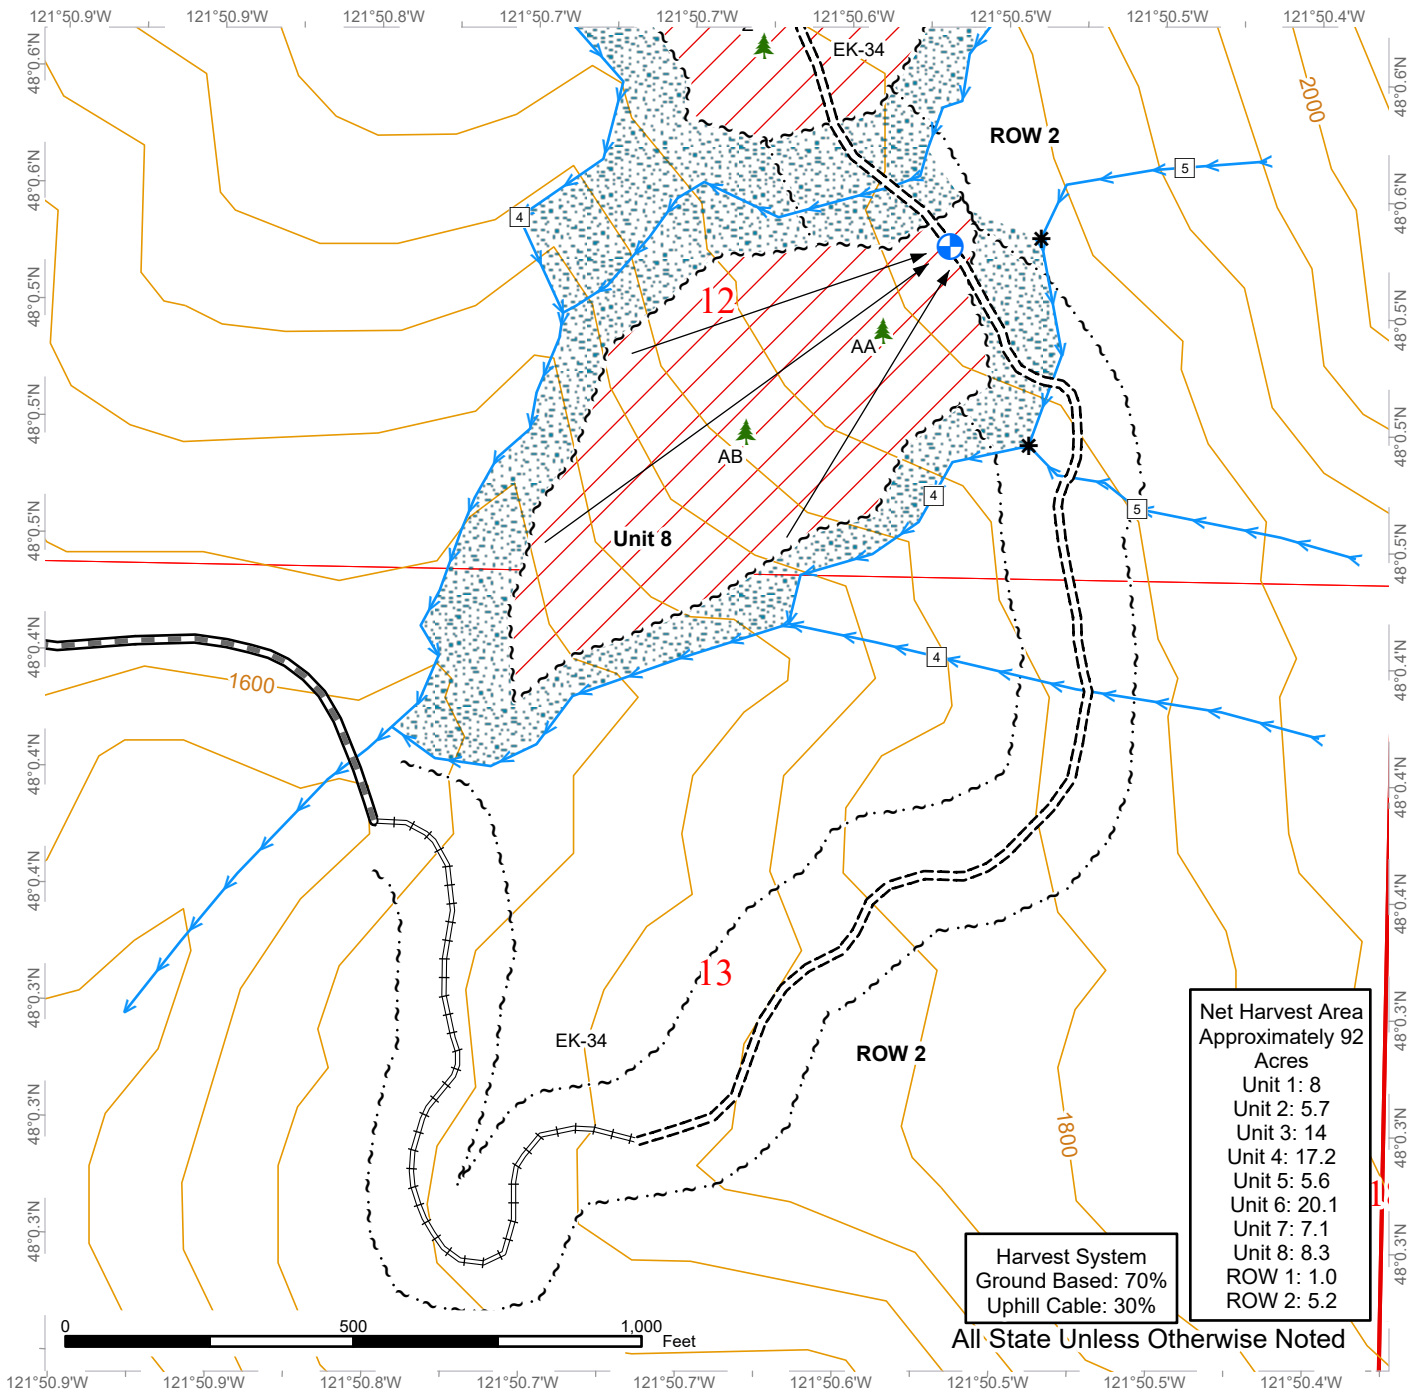 121°50.9'W 121°50.8'W 121°50.7'W 121°50.7'W 121°50.6'W 121°50.5'W 121°50.5'W 121°50.4'W
48°0.6'N
48°0.6'N
48°0.5'N
48°0.5'N
48°0.5'N
48°0.4'N
48°0.4'N
48°0.4'N
48°0.3'N
48°0.3'N
48°0.3'N
EK-34
2000
ROW 2
5
4
12
AA
AB
4
5
Unit 8
4
1600
13
EK-34
ROW 2
1800
48°0.6'N
48°0.6'N
48°0.5'N
48°0.5'N
48°0.5'N
48°0.4'N
48°0.4'N
48°0.4'N
48°0.3'N
48°0.3'N
48°0.3'N
Net Harvest Area
Approximately 92
Acres
Unit 1: 8
Unit 2: 5.7
Unit 3: 14
Unit 4: 17.2
Unit 5: 5.6
Unit 6: 20.1
Unit 7: 7.1
Unit 8: 8.3
ROW 1: 1.0
ROW 2: 5.2
Harvest System
Ground Based: 70%
Uphill Cable: 30%
0 500 1,000
Feet
All State Unless Otherwise Noted
121°50.9'W 121°50.9'W 121°50.8'W 121°50.7'W 121°50.7'W 121°50.6'W 121°50.5'W 121°50.5'W 121°50.4'W